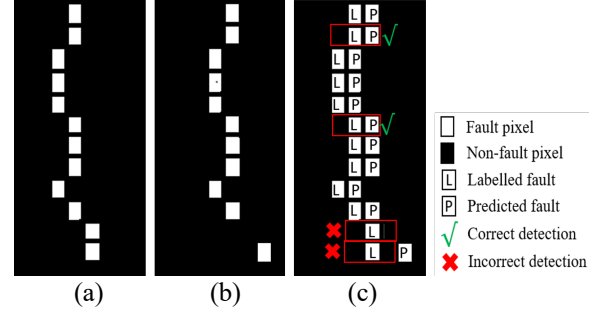 L P
L P √
L P
L P
L P
L P √
L P
L P
L P
L P
✖ L
✖ L P
Fault pixel
Non-fault pixel
L Labelled fault
P Predicted fault
√ Correct detection
✖ Incorrect detection
(a) (b) (c)